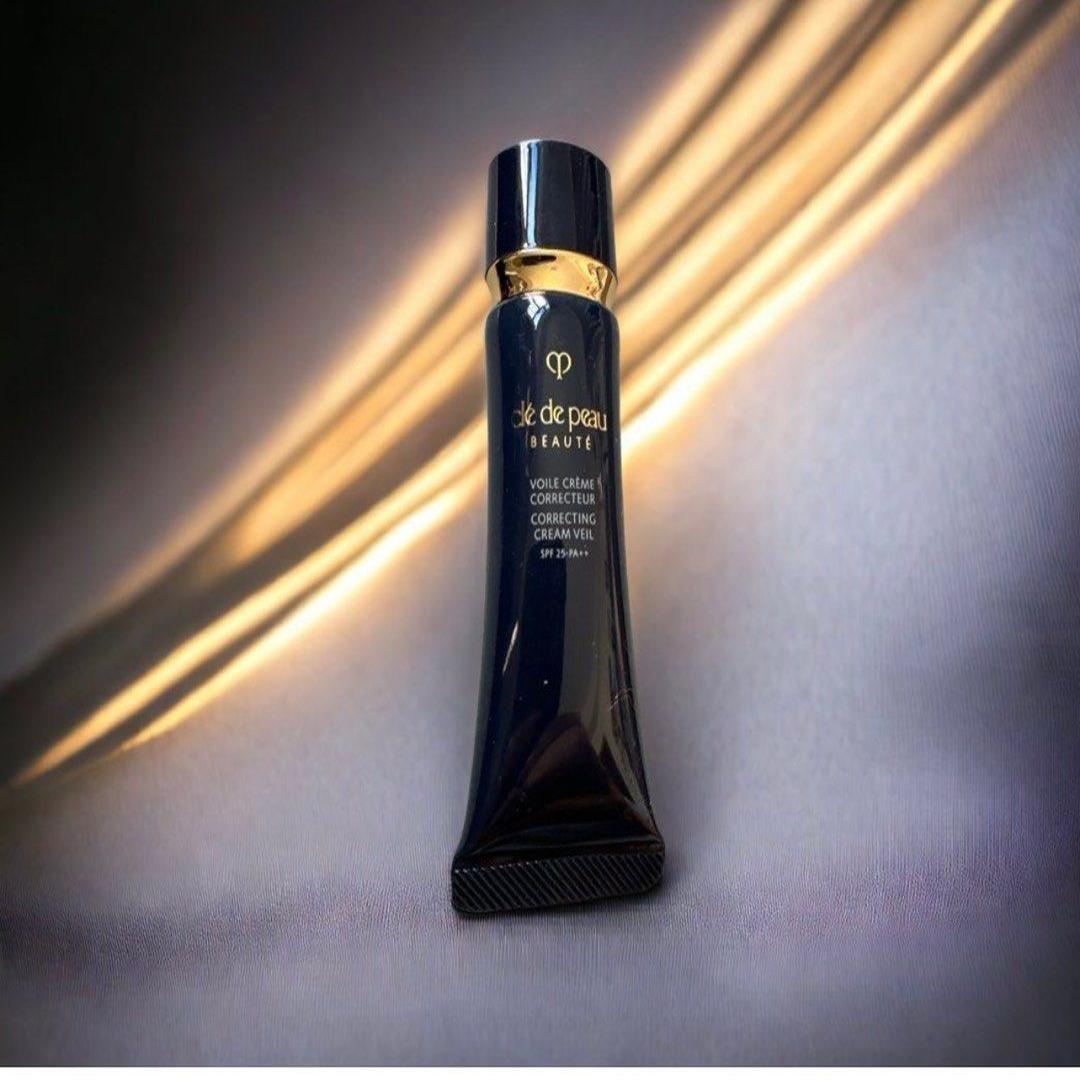 clé de peau
BEAUTÉ
VOILE CRÈME
CORRECTEUR
CORRECTING
CREAM VEIL
SPF 25・PA++